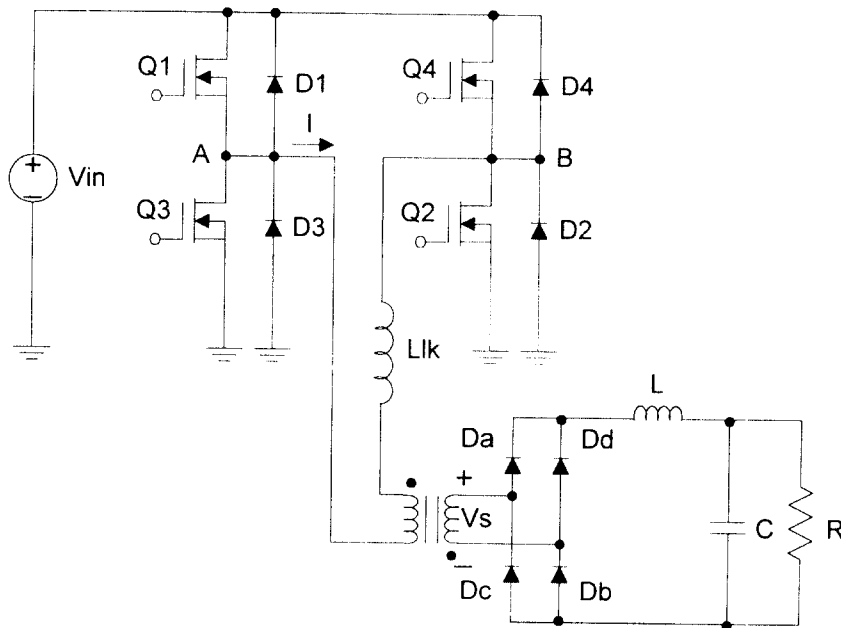 Q1
D1
Q4
D4
I
A
B
+
Vin
−
Q3
D3
Q2
D2
Llk
L
Da
Dd
+
Vs
−
C
R
Dc
Db